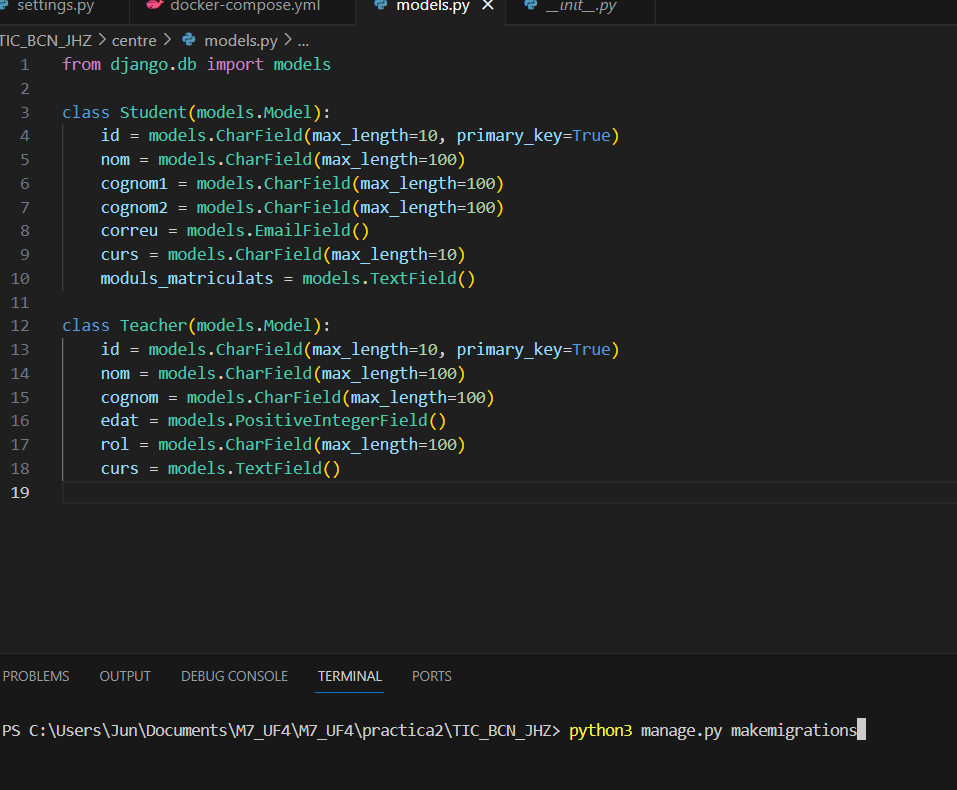 settings.py docker-compose.yml models.py × __init__.py
TIC_BCN_JHZ > centre > models.py > ...
1 from django.db import models
2
3 class Student(models.Model):
4 id = models.CharField(max_length=10, primary_key=True)
5 nom = models.CharField(max_length=100)
6 cognom1 = models.CharField(max_length=100)
7 cognom2 = models.CharField(max_length=100)
8 correu = models.EmailField()
9 curs = models.CharField(max_length=10)
10 moduls_matriculats = models.TextField()
11
12 class Teacher(models.Model):
13 id = models.CharField(max_length=10, primary_key=True)
14 nom = models.CharField(max_length=100)
15 cognom = models.CharField(max_length=100)
16 edat = models.PositiveIntegerField()
17 rol = models.CharField(max_length=100)
18 curs = models.TextField()
19
PROBLEMS OUTPUT DEBUG CONSOLE TERMINAL PORTS
PS C:\Users\Jun\Documents\M7_UF4\M7_UF4\practica2\TIC_BCN_JHZ> python3 manage.py makemigrations